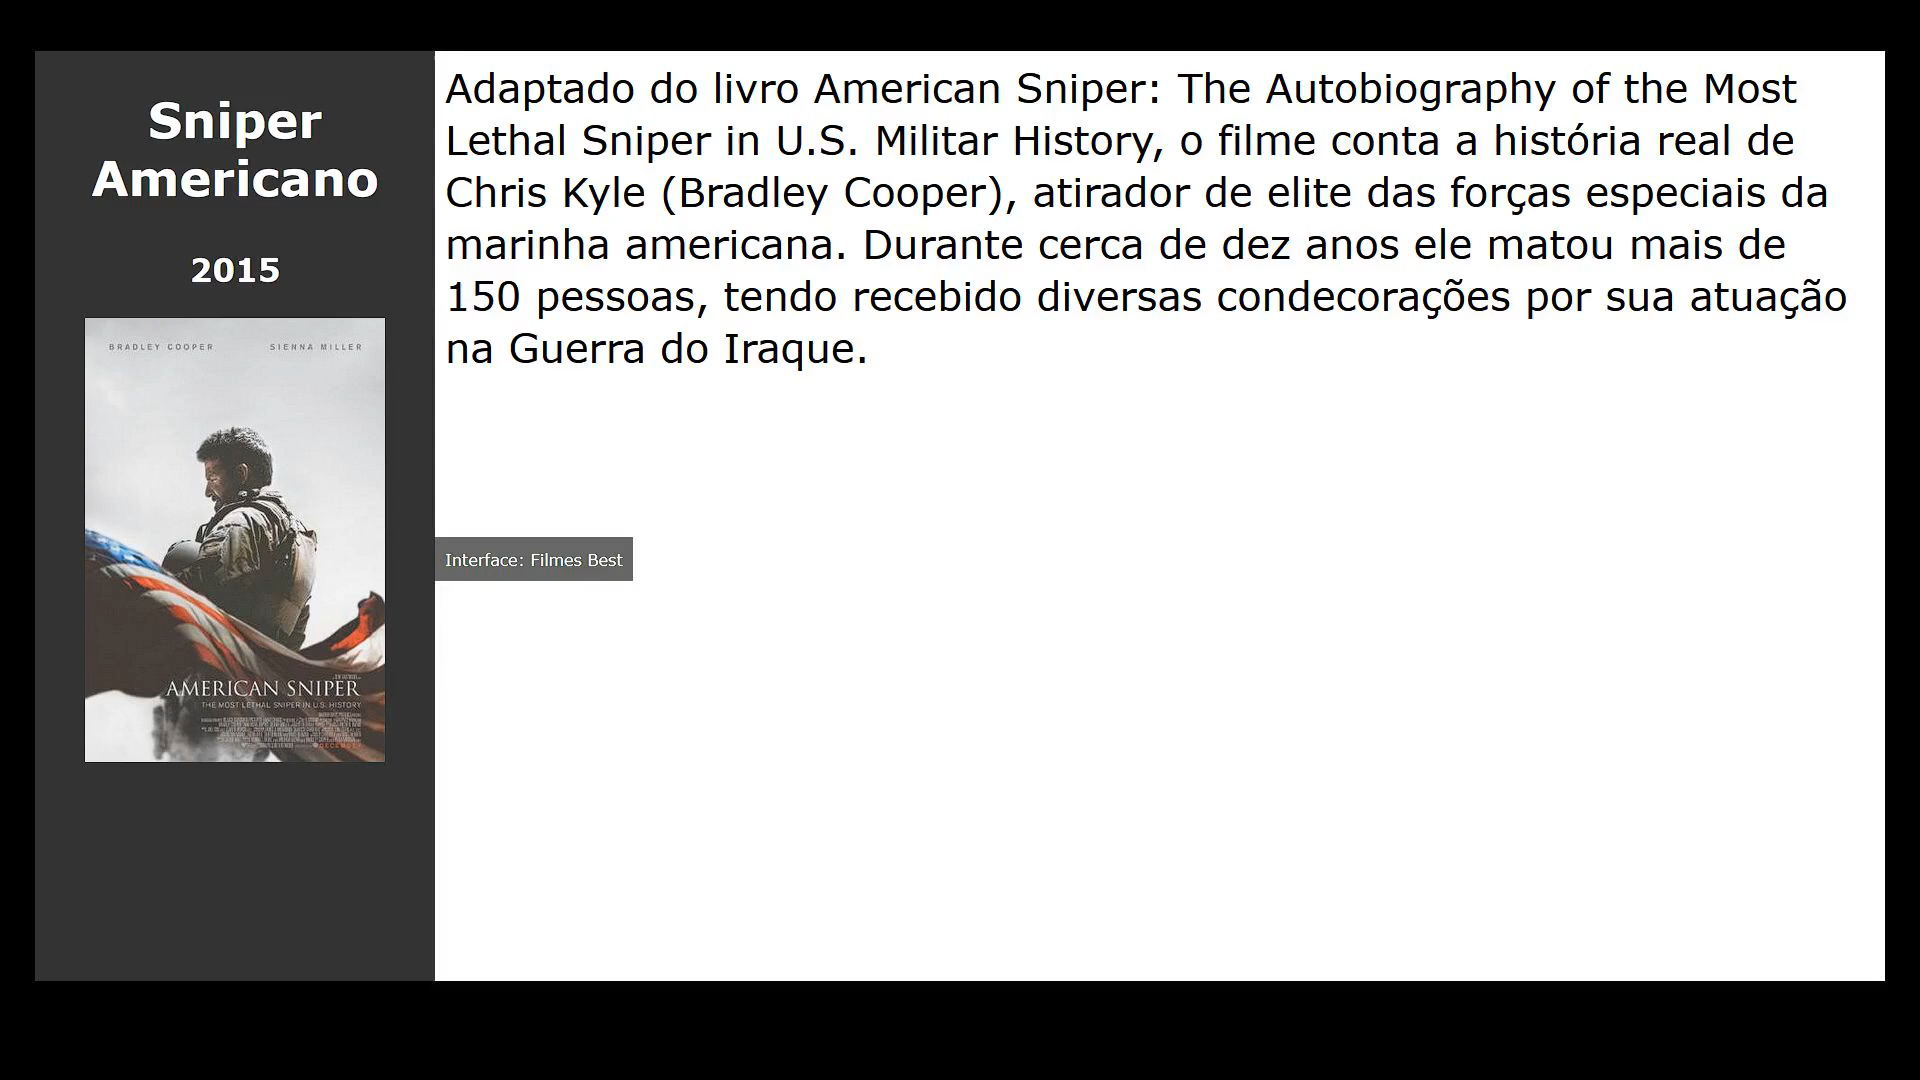 Sniper
Americano
2015
BRADLEY COOPER
SIENNA MILLER
AMERICAN SNIPER
THE MOST LETHAL SNIPER IN U.S. HISTORY
DECEMBER
Adaptado do livro American Sniper: The Autobiography of the Most
Lethal Sniper in U.S. Militar History, o filme conta a história real de
Chris Kyle (Bradley Cooper), atirador de elite das forças especiais da
marinha americana. Durante cerca de dez anos ele matou mais de
150 pessoas, tendo recebido diversas condecorações por sua atuação
na Guerra do Iraque.
Interface: Filmes Best